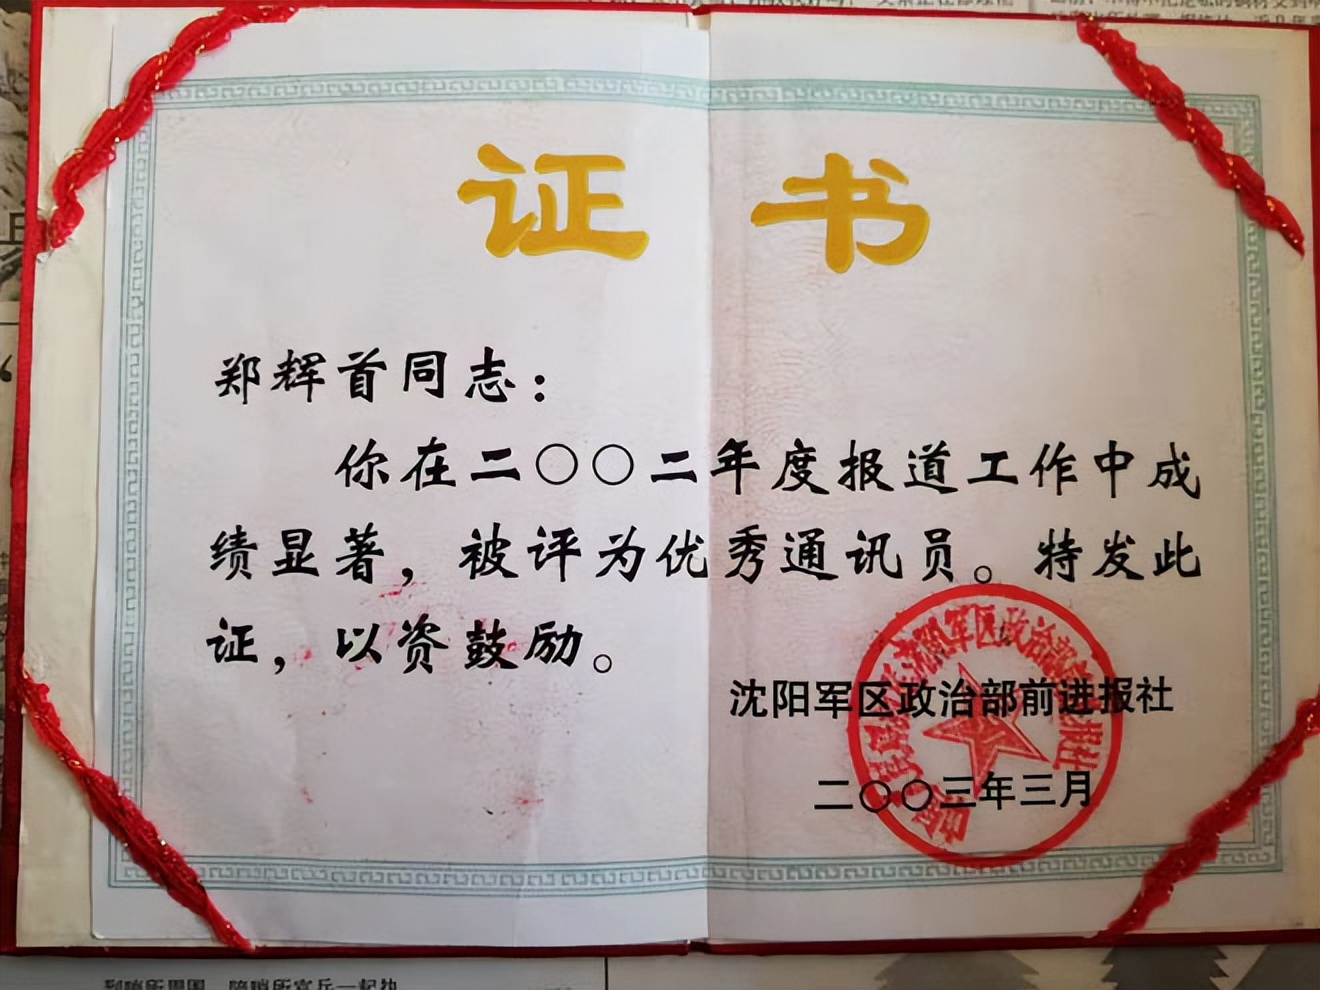 证书
郑辉首同志：
你在二〇〇二年度报道工作中成
绩显著，被评为优秀通讯员。特发此
证，以资鼓励。
沈阳军区政治部前进报社
二〇〇三年三月